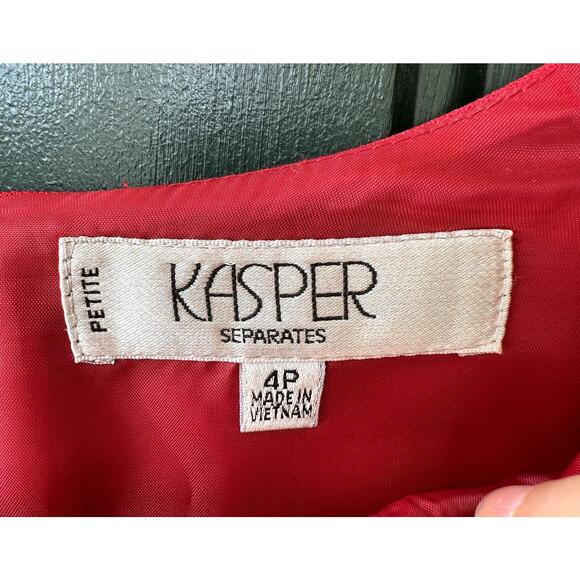 PETITE
KASPER
SEPARATES
4P
MADE IN
VIETNAM